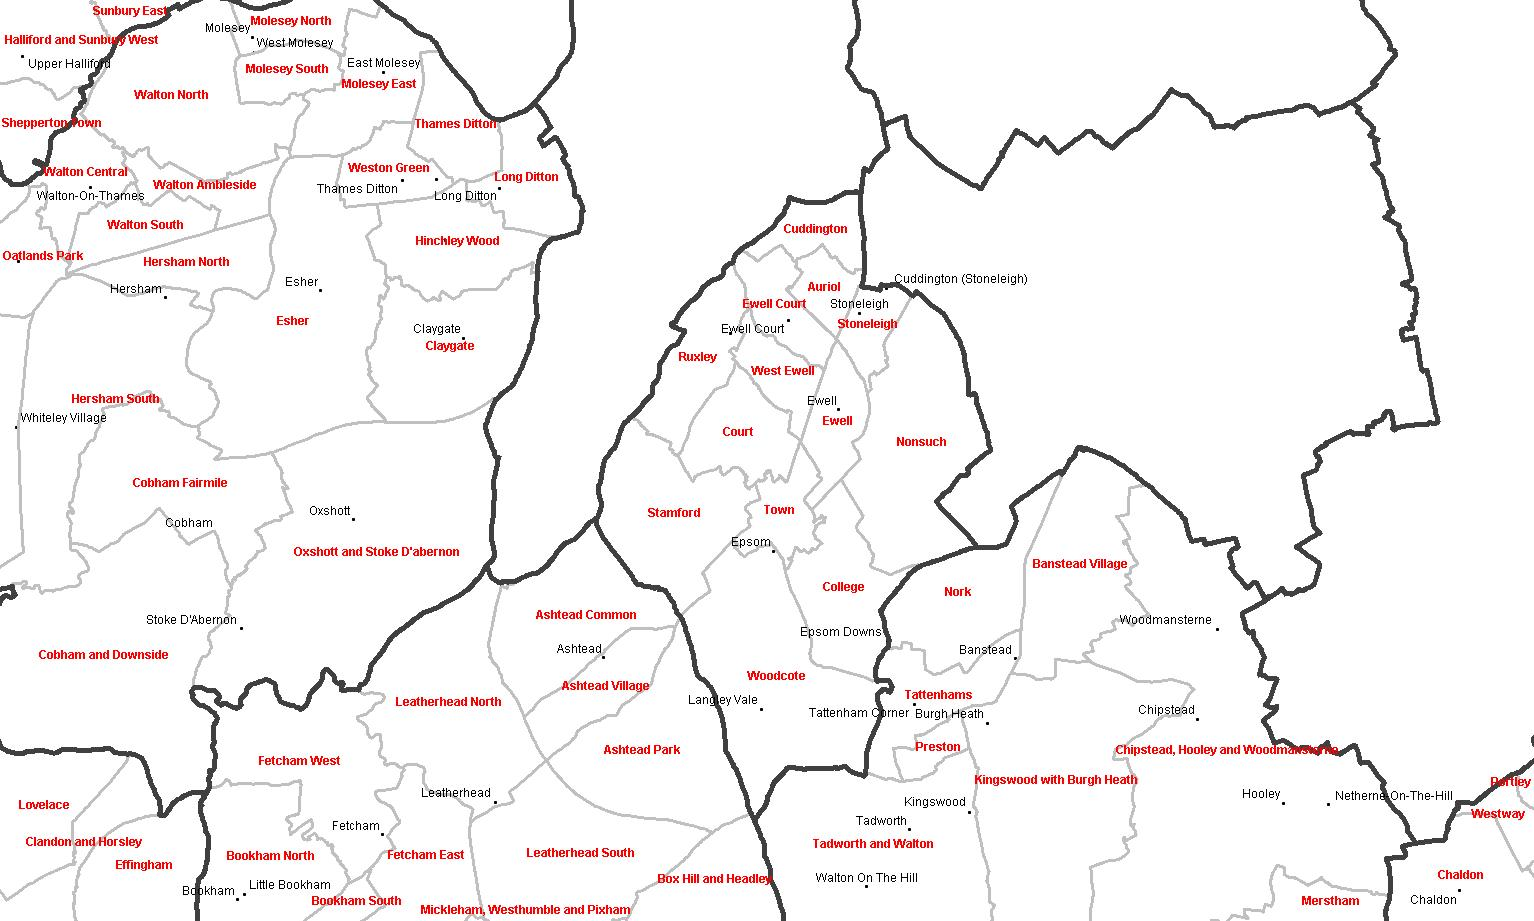 Sunbury East
Molesey North
Molesey
Halliford and Sunbury West
West Molesey
Upper Halliford
East Molesey
Molesey South
Molesey East
Walton North
Shepperton Town
Thames Ditton
Weston Green
Walton Central
Long Ditton
Walton Ambleside
Thames Ditton
Walton-On-Thames
Long Ditton
Walton South
Cuddington
Hinchley Wood
Oatlands Park
Hersham North
Cuddington (Stoneleigh)
Esher
Auriol
Hersham
Ewell Court
Stoneleigh
Esher
Stoneleigh
Claygate
Ewell Court
Claygate
Ruxley
West Ewell
Hersham South
Ewell
Whiteley Village
Ewell
Court
Nonsuch
Cobham Fairmile
Oxshott
Stamford
Town
Cobham
Epsom
Oxshott and Stoke D'abernon
Banstead Village
College
Nork
Ashtead Common
Stoke D'Abernon
Woodmansterne
Epsom Downs
Ashtead
Banstead
Cobham and Downside
Woodcote
Ashtead Village
Tattenhams
Leatherhead North
Langley Vale
Tattenham Corner
Burgh Heath
Chipstead
Preston
Ashtead Park
Chipstead, Hooley and Woodmansterne
Fetcham West
Kingswood with Burgh Heath
Portley
Leatherhead
Hooley
Netherne-On-The-Hill
Lovelace
Kingswood
Westway
Tadworth
Fetcham
Clandon and Horsley
Tadworth and Walton
Bookham North
Fetcham East
Leatherhead South
Effingham
Chaldon
Walton On The Hill
Box Hill and Headley
Little Bookham
Bookham
Bookham South
Merstham
Chaldon
Mickleham, Westhumble and Pixham